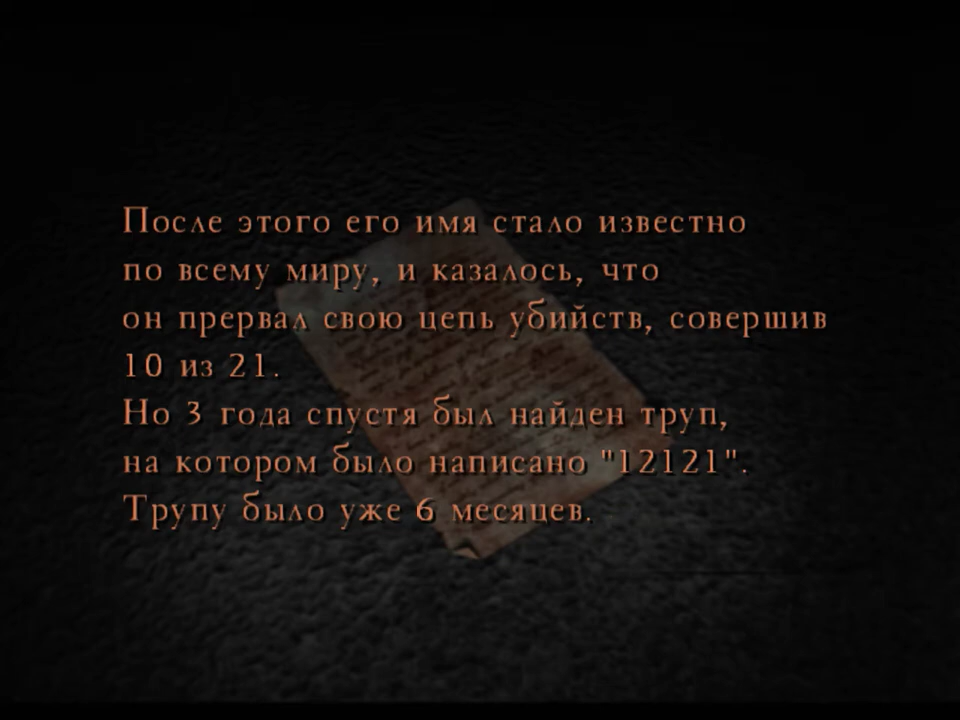 После этого его имя стало известно
по всему миру, и казалось, что
он прервал свою цепь убийств, совершив
10 из 21.
Но 3 года спустя был найден труп,
на котором было написано "12121".
Трупу было уже 6 месяцев.